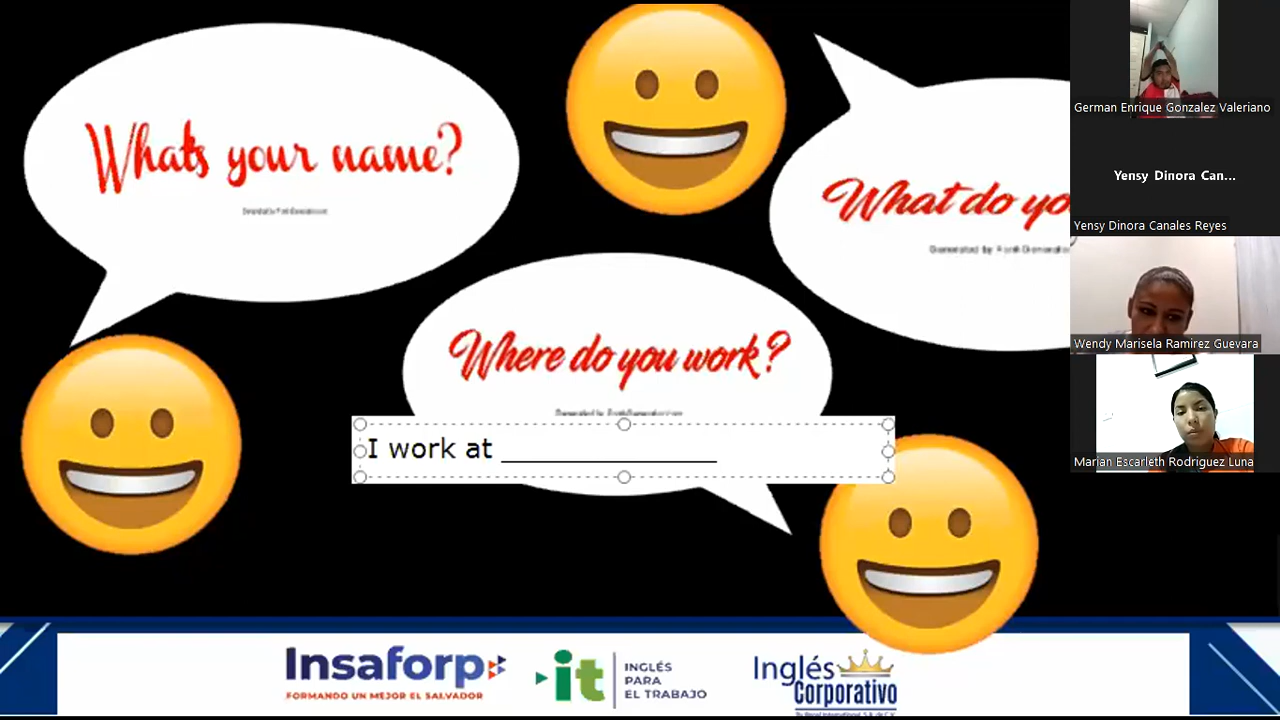 What's your name?
What do yo
Where do you work?
I work at _______________
Insaforp
FORMANDO UN MEJOR EL SALVADOR
it
INGLÉS
PARA
EL TRABAJO
Inglés
Corporativo
German Enrique Gonzalez Valeriano
Yensy Dinora Can...
Yensy Dinora Canales Reyes
Wendy Marisela Ramirez Guevara
Marian Escarleth Rodriguez Luna